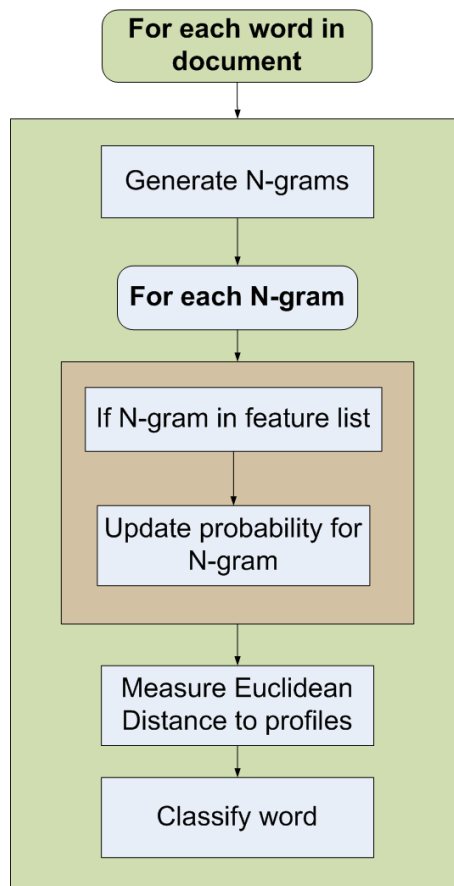 For each word in
document
Generate N-grams
For each N-gram
If N-gram in feature list
Update probability for
N-gram
Measure Euclidean
Distance to profiles
Classify word